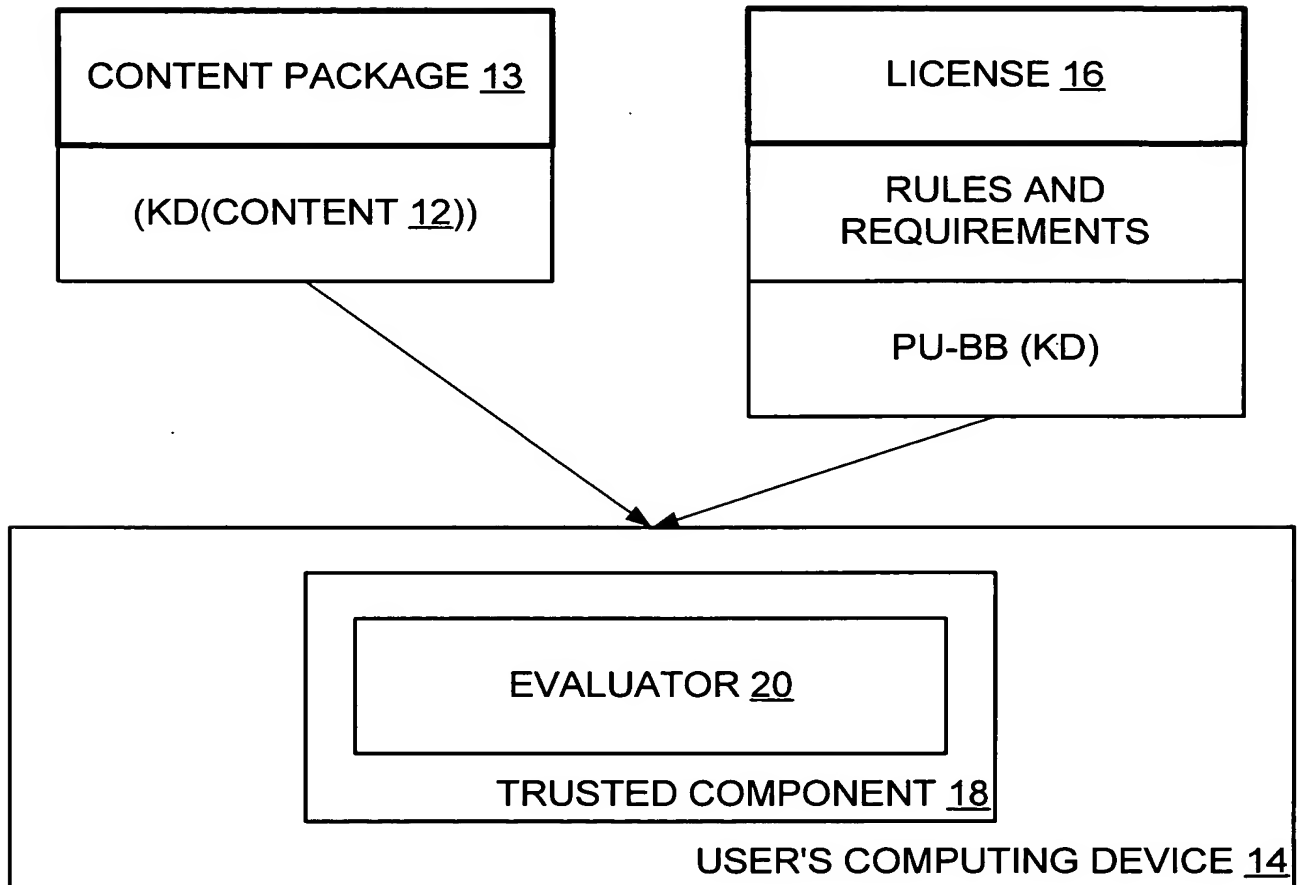 CONTENT PACKAGE 13
(KD(CONTENT 12))
LICENSE 16
RULES AND
REQUIREMENTS
PU-BB (KD)
EVALUATOR 20
TRUSTED COMPONENT 18
USER'S COMPUTING DEVICE 14